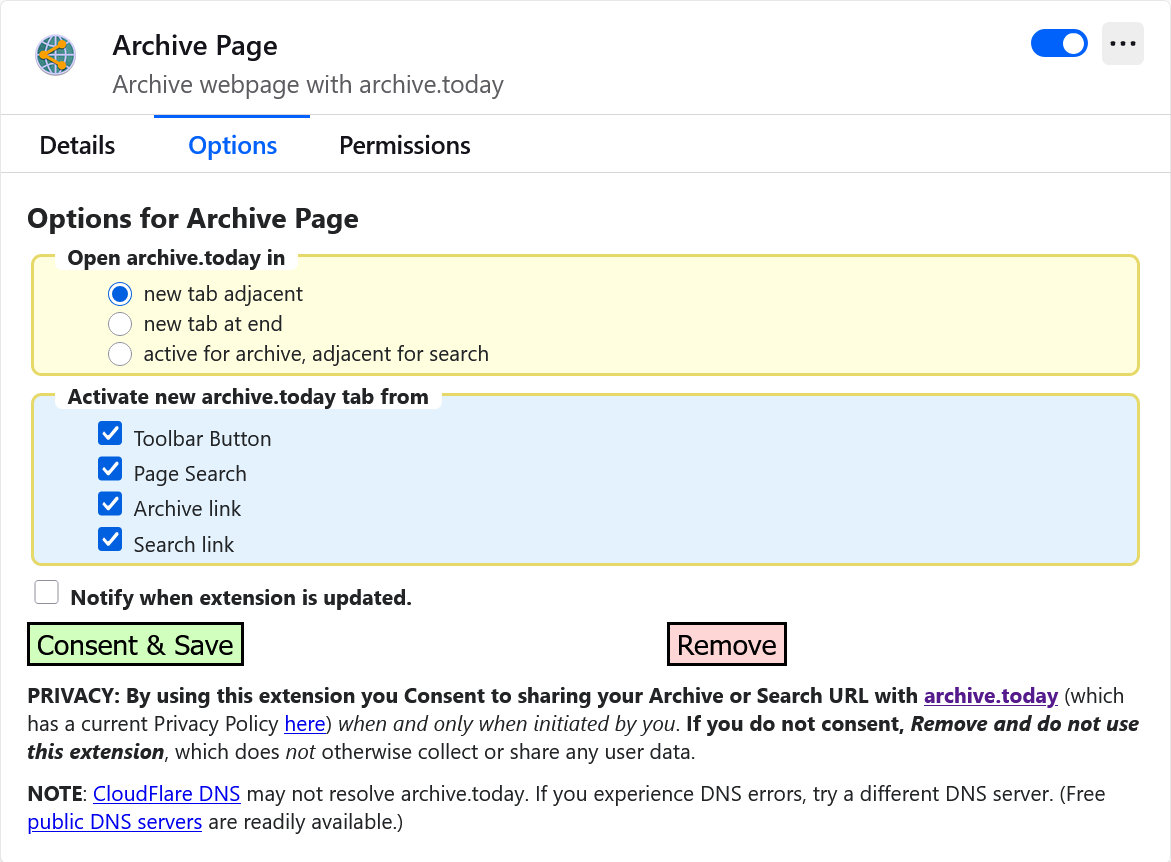 Archive Page
Archive webpage with archive.today
Details Options Permissions
Options for Archive Page
Open archive.today in
new tab adjacent
new tab at end
active for archive, adjacent for search
Activate new archive.today tab from
Toolbar Button
Page Search
Archive link
Search link
Notify when extension is updated.
Consent & Save Remove
PRIVACY: By using this extension you Consent to sharing your Archive or Search URL with archive.today (which
has a current Privacy Policy here) when and only when initiated by you. If you do not consent, Remove and do not use
this extension, which does not otherwise collect or share any user data.
NOTE: CloudFlare DNS may not resolve archive.today. If you experience DNS errors, try a different DNS server. (Free
public DNS servers are readily available.)